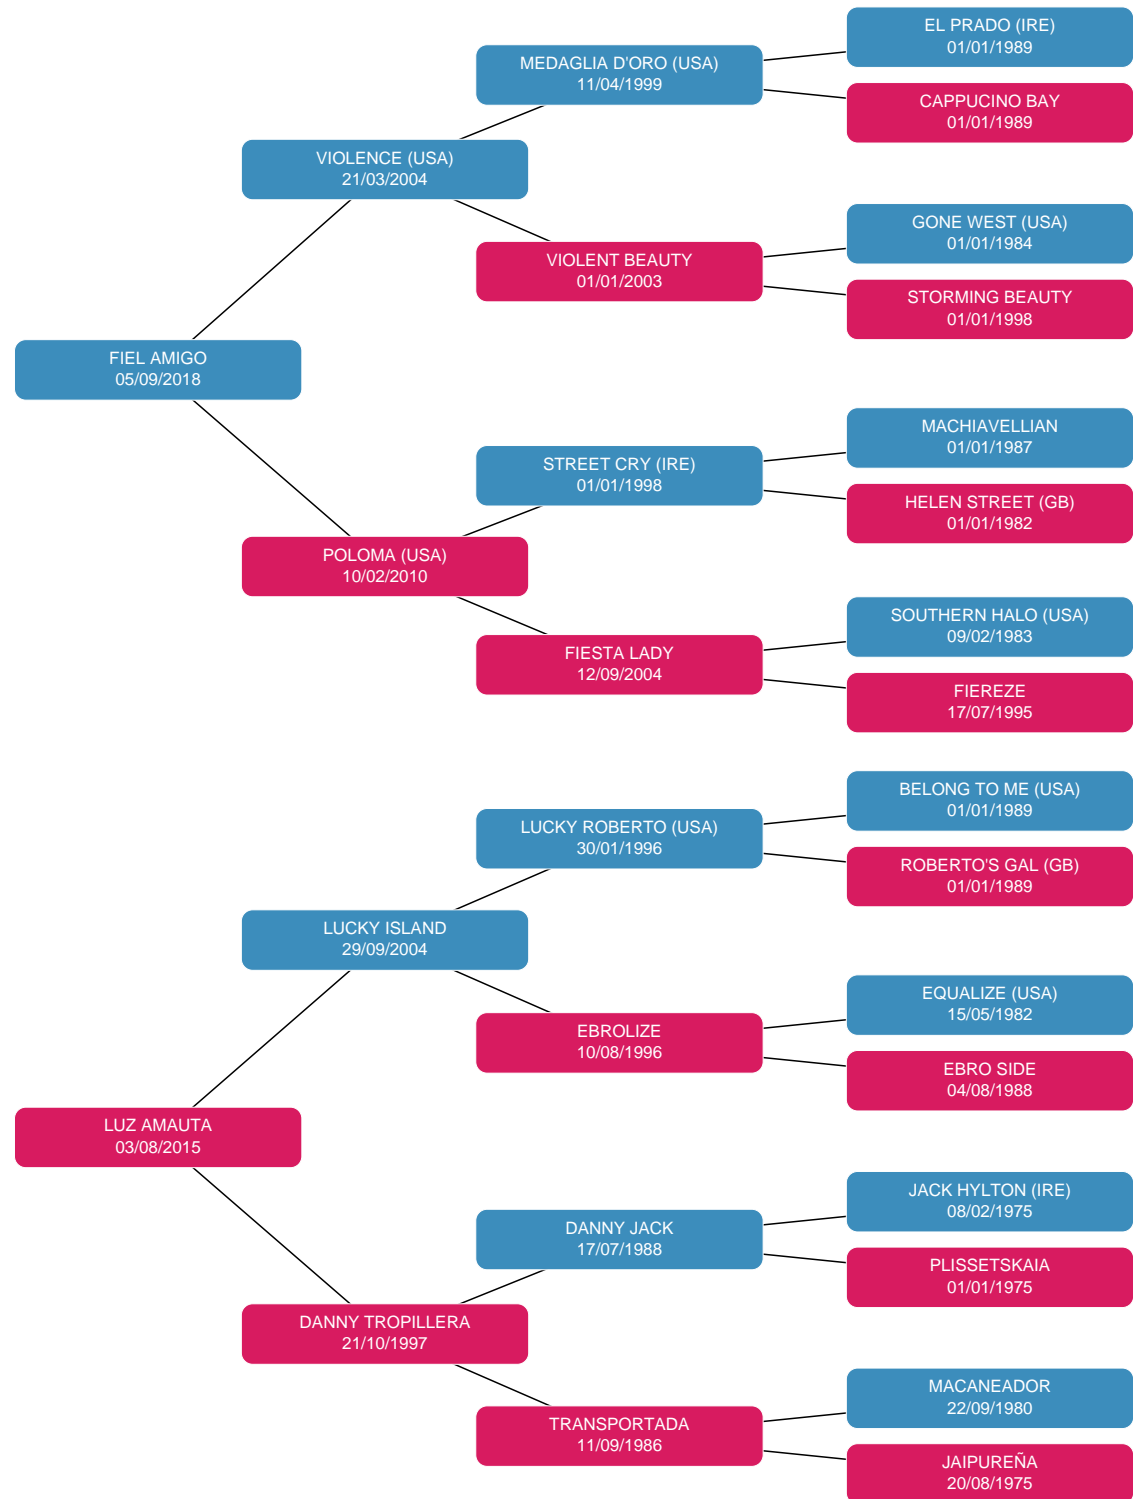 EL PRADO (IRE)
01/01/1989
MEDAGLIA D'ORO (USA)
11/04/1999
CAPPUCINO BAY
01/01/1989
VIOLENCE (USA)
21/03/2004
GONE WEST (USA)
01/01/1984
VIOLENT BEAUTY
01/01/2003
STORMING BEAUTY
01/01/1998
FIEL AMIGO
05/09/2018
MACHIAVELLIAN
01/01/1987
STREET CRY (IRE)
01/01/1998
HELEN STREET (GB)
01/01/1982
POLOMA (USA)
10/02/2010
SOUTHERN HALO (USA)
09/02/1983
FIESTA LADY
12/09/2004
FIEREZE
17/07/1995
BELONG TO ME (USA)
01/01/1989
LUCKY ROBERTO (USA)
30/01/1996
ROBERTO'S GAL (GB)
01/01/1989
LUCKY ISLAND
29/09/2004
EQUALIZE (USA)
15/05/1982
EBROLIZE
10/08/1996
EBRO SIDE
04/08/1988
LUZ AMAUTA
03/08/2015
JACK HYLTON (IRE)
08/02/1975
DANNY JACK
17/07/1988
PLISSETSKAIA
01/01/1975
DANNY TROPILLERA
21/10/1997
MACANEADOR
22/09/1980
TRANSPORTADA
11/09/1986
JAIPUREÑA
20/08/1975